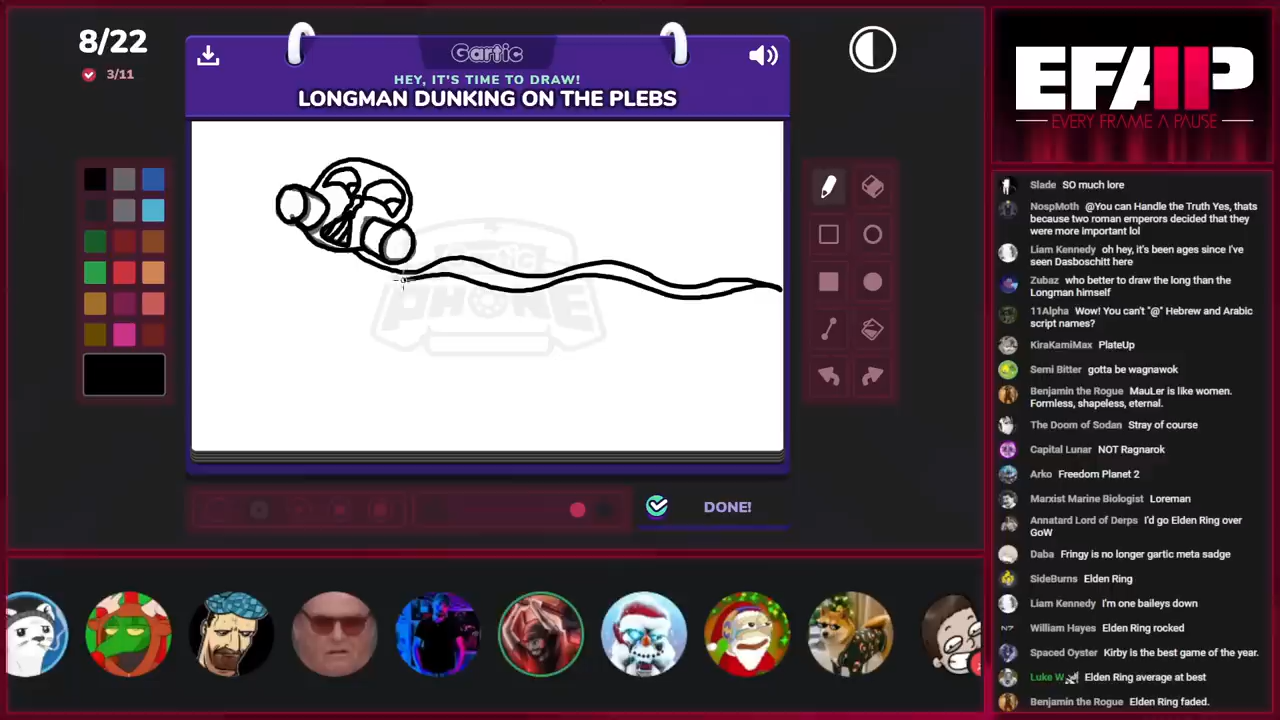 8/22
3/11
Gartic
HEY, IT'S TIME TO DRAW!
LONGMAN DUNKING ON THE PLEBS
Gartic
PHONE
DONE!
EFAP
EVERY FRAME A PAUSE
Slade SO much lore
NospMoth @You can Handle the Truth Yes, thats
because two roman emperors decided that they
were more important lol
Liam Kennedy oh hey, it's been ages since I've
seen Dasboschitt here
Zubaz who better to draw the long than the
Longman himself
11Alpha Wow! You can't "@" Hebrew and Arabic
script names?
KiraKamiMax PlateUp
Semi Bitter gotta be wagnawok
Benjamin the Rogue MauLer is like women.
Formless, shapeless, eternal.
The Doom of Sodan Stray of course
Capital Lunar NOT Ragnarok
Arko Freedom Planet 2
Marxist Marine Biologist Loreman
Annatard Lord of Derps I'd go Elden Ring over
GoW
Daba Fringy is no longer gartic meta sadge
SideBurns Elden Ring
Liam Kennedy I'm one baileys down
William Hayes Elden Ring rocked
Spaced Oyster Kirby is the best game of the year.
Luke W Elden Ring average at best
Benjamin the Rogue Elden Ring faded.